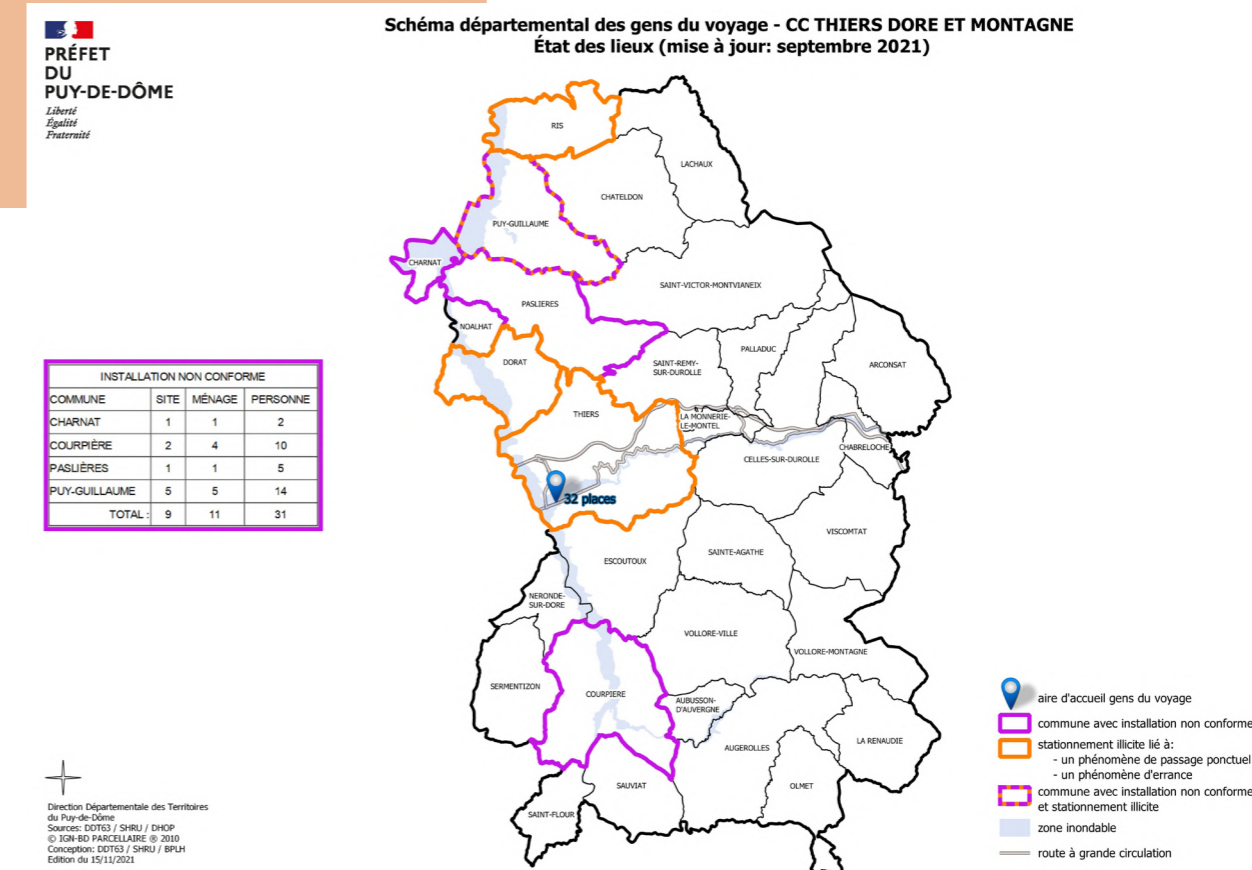 Schéma départemental des gens du voyage - CC THIERS DORE ET MONTAGNE
État des lieux (mise à jour: septembre 2021)
PRÉFET
DU
PUY-DE-DÔME
Liberté
Égalité
Fraternité
RIS
LACHAUX
CHATELDON
PUY-GUILLAUME
CHARNAT
SAINT-VICTOR-MONTVIANEIX
PASLIERES
NOALHAT
PALLADUC
DORAT
SAINT-REMY-
SUR-DUROLLE
ARCONSAT
THIERS
LA MONNERIE-
LE-MONTEL
CHABRELOCHE
CELLES-SUR-DUROLLE
32 places
VISCOMTAT
ESCOUTOUX
SAINTE-AGATHE
NERONDE-
SUR-DORE
VOLLORE-VILLE
VOLLORE-MONTAGNE
SERMENTIZON
COURPIERE
AUBUSSON-
D'AUVERGNE
AUGEROLLES
LA RENAUDIE
SAUVIAT
OLMET
SAINT-FLOUR
INSTALLATION NON CONFORME
COMMUNE SITE MÉNAGE PERSONNE
CHARNAT 1 1 2
COURPIÈRE 2 4 10
PASLIÈRES 1 1 5
PUY-GUILLAUME 5 5 14
TOTAL : 9 11 31
aire d'accueil gens du voyage
commune avec installation non conforme
stationnement illicite lié à:
- un phénomène de passage ponctuel
- un phénomène d'errance
commune avec installation non conforme
et stationnement illicite
zone inondable
route à grande circulation
Direction Départementale des Territoires
du Puy-de-Dôme
Sources: DDT63 / SHRU / DHOP
© IGN-BD PARCELLAIRE ® 2010
Conception: DDT63 / SHRU / BPLH
Edition du 15/11/2021